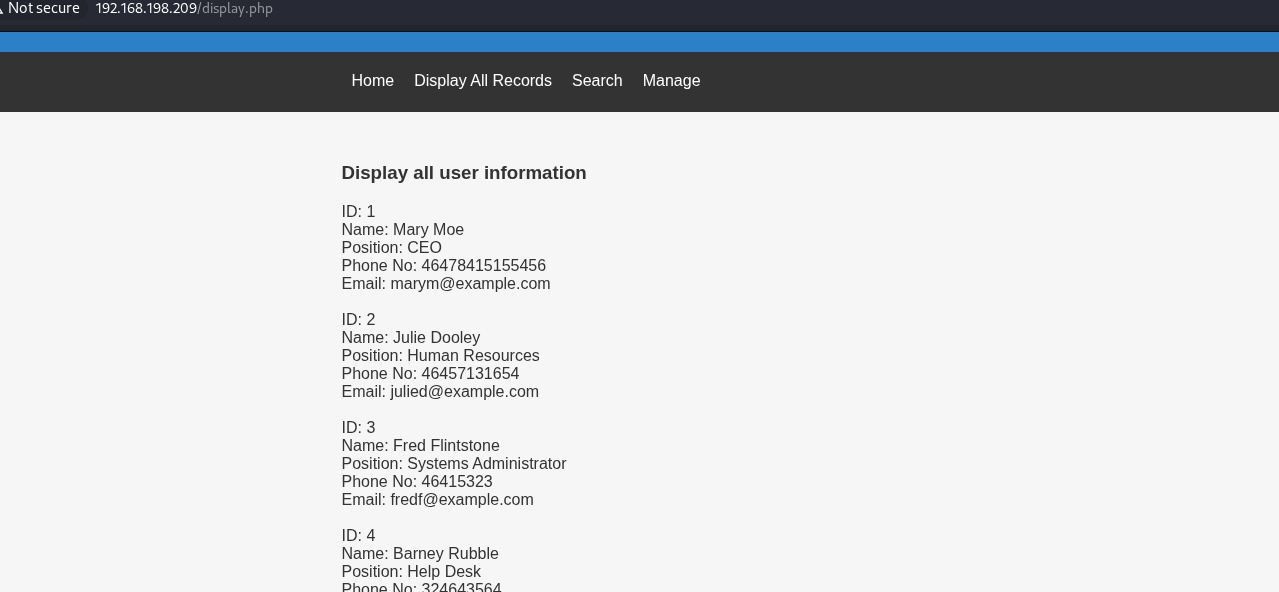 Not secure 192.168.198.209/display.php
Home Display All Records Search Manage
Display all user information
ID: 1
Name: Mary Moe
Position: CEO
Phone No: 46478415155456
Email: marym@example.com
ID: 2
Name: Julie Dooley
Position: Human Resources
Phone No: 46457131654
Email: julied@example.com
ID: 3
Name: Fred Flintstone
Position: Systems Administrator
Phone No: 46415323
Email: fredf@example.com
ID: 4
Name: Barney Rubble
Position: Help Desk
Phone No: 324643564